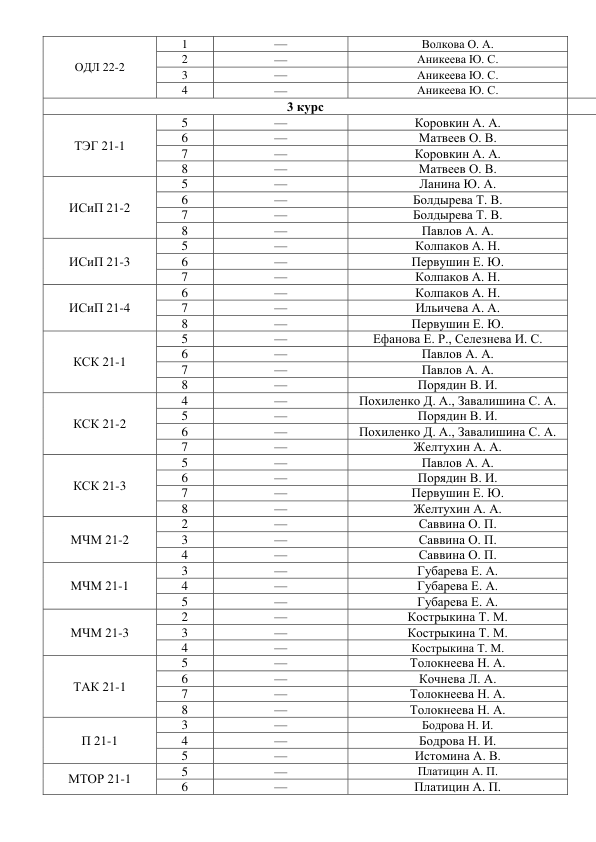 ОДЛ 22-2
1 — Волкова О. А.
2 — Аникеева Ю. С.
3 — Аникеева Ю. С.
4 — Аникеева Ю. С.
3 курс
ТЭГ 21-1
5 — Коровкин А. А.
6 — Матвеев О. В.
7 — Коровкин А. А.
8 — Матвеев О. В.
ИСиП 21-2
5 — Ланина Ю. А.
6 — Болдырева Т. В.
7 — Болдырева Т. В.
8 — Павлов А. А.
ИСиП 21-3
5 — Колпаков А. Н.
6 — Первушин Е. Ю.
7 — Колпаков А. Н.
ИСиП 21-4
6 — Колпаков А. Н.
7 — Ильичева А. А.
8 — Первушин Е. Ю.
КСК 21-1
5 — Ефанова Е. Р., Селезнева И. С.
6 — Павлов А. А.
7 — Павлов А. А.
8 — Порядин В. И.
КСК 21-2
4 — Похиленко Д. А., Завалишина С. А.
5 — Порядин В. И.
6 — Похиленко Д. А., Завалишина С. А.
7 — Желтухин А. А.
КСК 21-3
5 — Павлов А. А.
6 — Порядин В. И.
7 — Первушин Е. Ю.
8 — Желтухин А. А.
МЧМ 21-2
2 — Саввина О. П.
3 — Саввина О. П.
4 — Саввина О. П.
МЧМ 21-1
3 — Губарева Е. А.
4 — Губарева Е. А.
5 — Губарева Е. А.
МЧМ 21-3
2 — Кострыкина Т. М.
3 — Кострыкина Т. М.
4 — Кострыкина Т. М.
ТАК 21-1
5 — Толокнеева Н. А.
6 — Кочнева Л. А.
7 — Толокнеева Н. А.
8 — Толокнеева Н. А.
П 21-1
3 — Бодрова Н. И.
4 — Бодрова Н. И.
5 — Истомина А. В.
МТОР 21-1
5 — Платицин А. П.
6 — Платицин А. П.